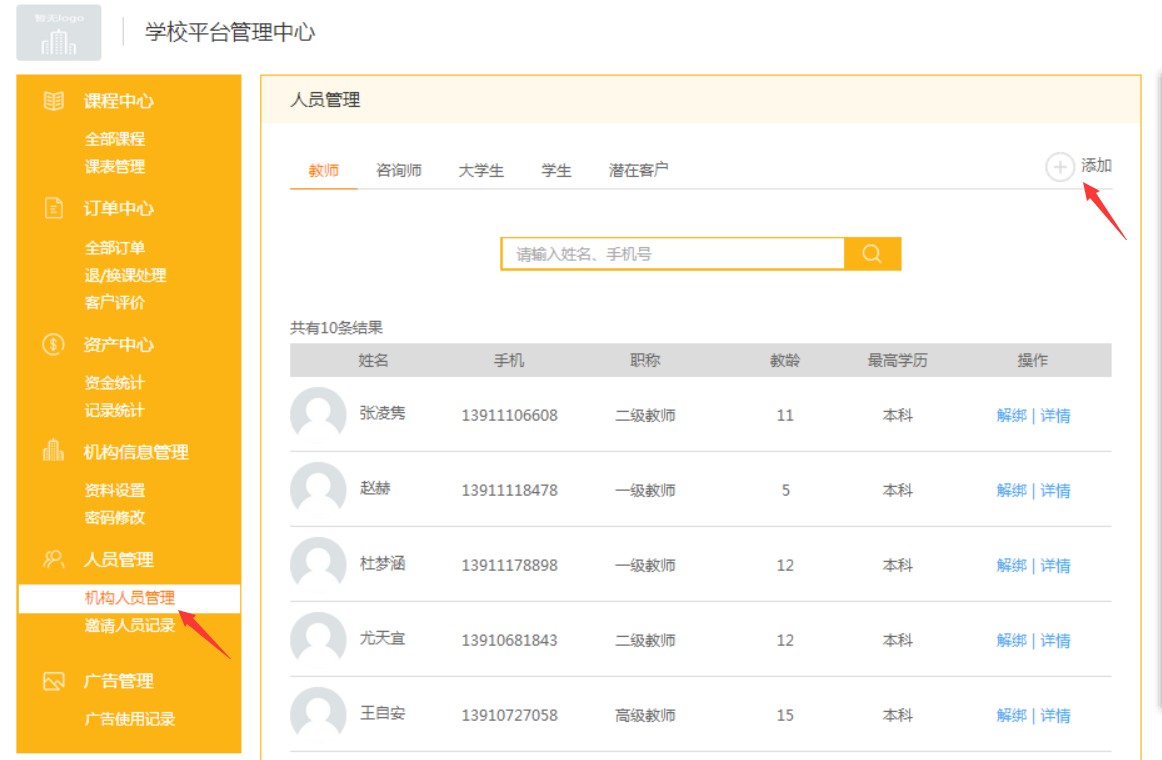 暂无logo
学校平台管理中心
课程中心
全部课程
课表管理
订单中心
全部订单
退/换课处理
客户评价
资产中心
资金统计
记录统计
机构信息管理
资料设置
密码修改
人员管理
机构人员管理
邀请人员记录
广告管理
广告使用记录
人员管理
教师 咨询师 大学生 学生 潜在客户 添加
请输入姓名、手机号
共有10条结果
姓名 手机 职称 教龄 最高学历 操作
张凌隽 13911106608 二级教师 11 本科 解绑 | 详情
赵赫 13911118478 一级教师 5 本科 解绑 | 详情
杜梦涵 13911178898 一级教师 12 本科 解绑 | 详情
尤天宜 13910681843 二级教师 12 本科 解绑 | 详情
王自安 13910727058 高级教师 15 本科 解绑 | 详情